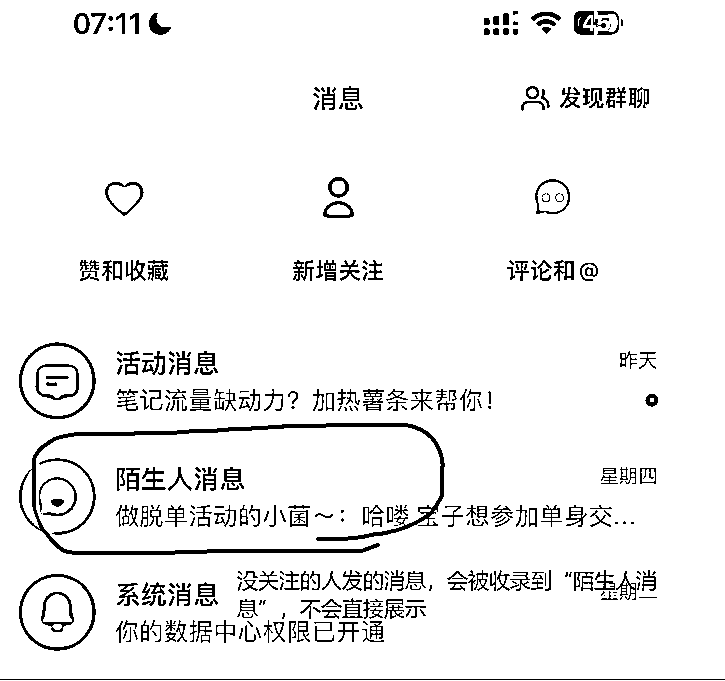 07:11
45
消息
发现群聊
赞和收藏
新增关注
评论和@
活动消息
昨天
笔记流量缺动力？加热薯条来帮你！
陌生人消息
星期四
做脱单活动的小菌～：哈喽 宝子想参加单身交...
系统消息
没关注的人发的消息，会被收录到“陌生人消
息”，不会直接展示
你的数据中心权限已开通